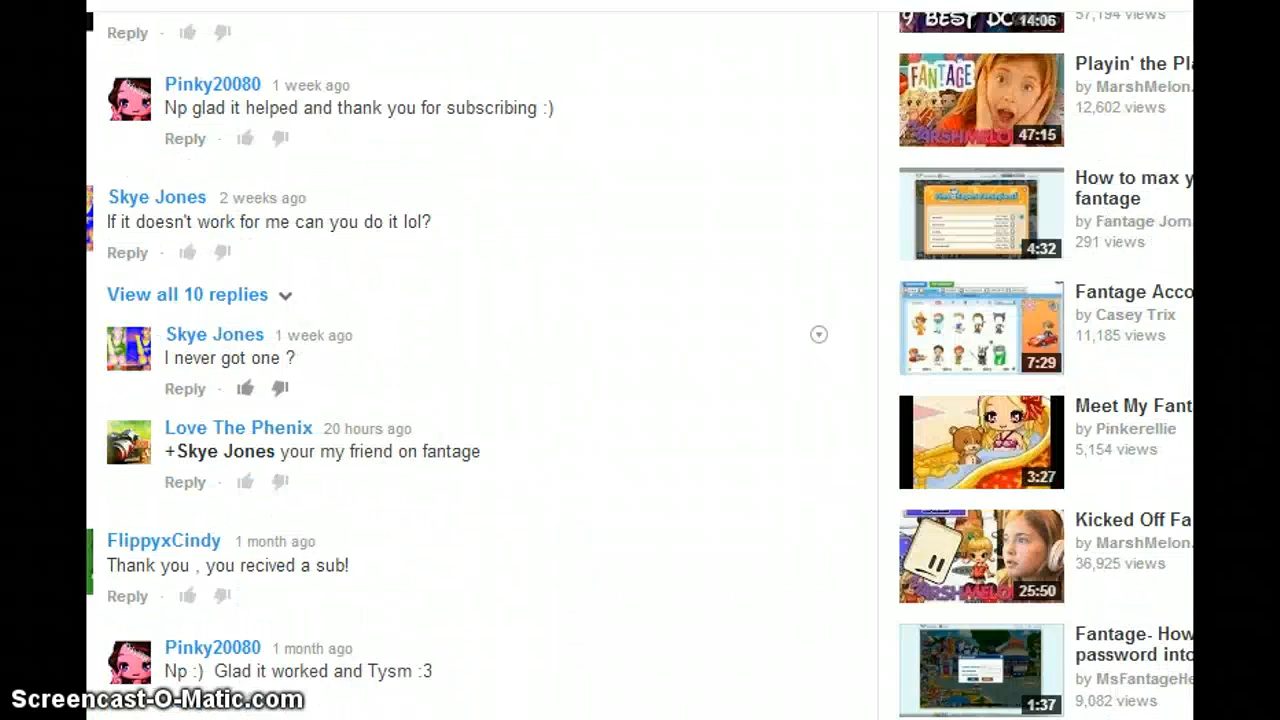 Reply
Pinky20080 1 week ago
Np glad it helped and thank you for subscribing :)
Reply
Skye Jones 2 weeks ago
If it doesn't work for me can you do it lol?
Reply
View all 10 replies
Skye Jones 1 week ago
I never got one ?
Reply
Love The Phenix 20 hours ago
+Skye Jones your my friend on fantage
Reply
FlippyxCindy 1 month ago
Thank you , you recived a sub!
Reply
Pinky20080 1 month ago
Np :) Glad it worked and Tysm :3
Screencast-O-Matic.com
9 BEST DC
14:06
57,194 views
FANTAGE
47:15
Playin' the Pl
by MarshMelon.
12,602 views
4:32
How to max y
fantage
by Fantage Jom
291 views
7:29
Fantage Acco
by Casey Trix
11,185 views
3:27
Meet My Fant
by Pinkerellie
5,154 views
ARSHMELO
25:50
Kicked Off Fa
by MarshMelon.
36,925 views
1:37
Fantage- How
password into
by MsFantageHe
9,082 views